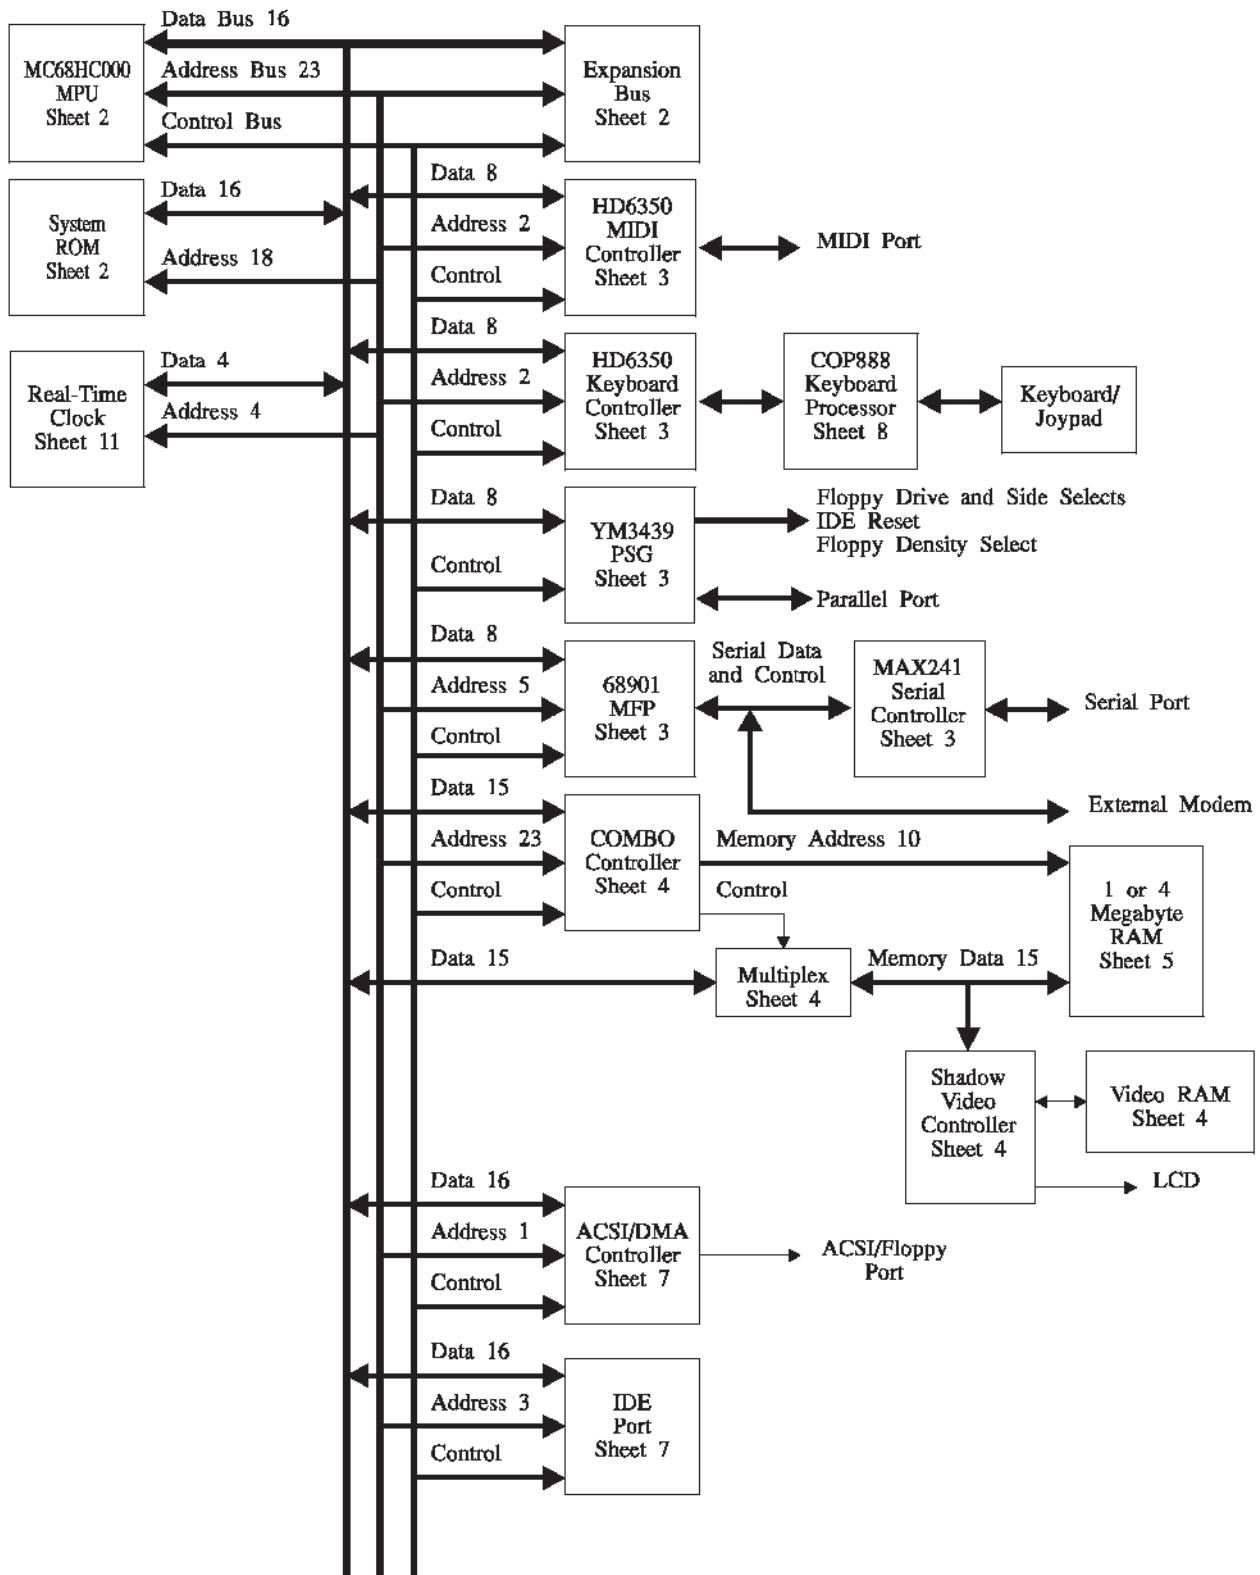 Data Bus 16
MC68HC000
MPU
Sheet 2
Address Bus 23
Control Bus
Expansion
Bus
Sheet 2
System
ROM
Sheet 2
Data 16
Address 18
Data 8
Address 2
Control
HD6350
MIDI
Controller
Sheet 3
MIDI Port
Real-Time
Clock
Sheet 11
Data 4
Address 4
Data 8
Address 2
Control
HD6350
Keyboard
Controller
Sheet 3
COP888
Keyboard
Processor
Sheet 8
Keyboard/
Joypad
Data 8
Control
YM3439
PSG
Sheet 3
Floppy Drive and Side Selects
IDE Reset
Floppy Density Select
Parallel Port
Data 8
Address 5
Control
68901
MFP
Sheet 3
Serial Data
and Control
MAX241
Serial
Controller
Sheet 3
Serial Port
External Modem
Data 15
Address 23
Control
COMBO
Controller
Sheet 4
Memory Address 10
Control
1 or 4
Megabyte
RAM
Sheet 5
Data 15
Multiplex
Sheet 4
Memory Data 15
Shadow
Video
Controller
Sheet 4
Video RAM
Sheet 4
LCD
Data 16
Address 1
Control
ACSI/DMA
Controller
Sheet 7
ACSI/Floppy
Port
Data 16
Address 3
Control
IDE
Port
Sheet 7